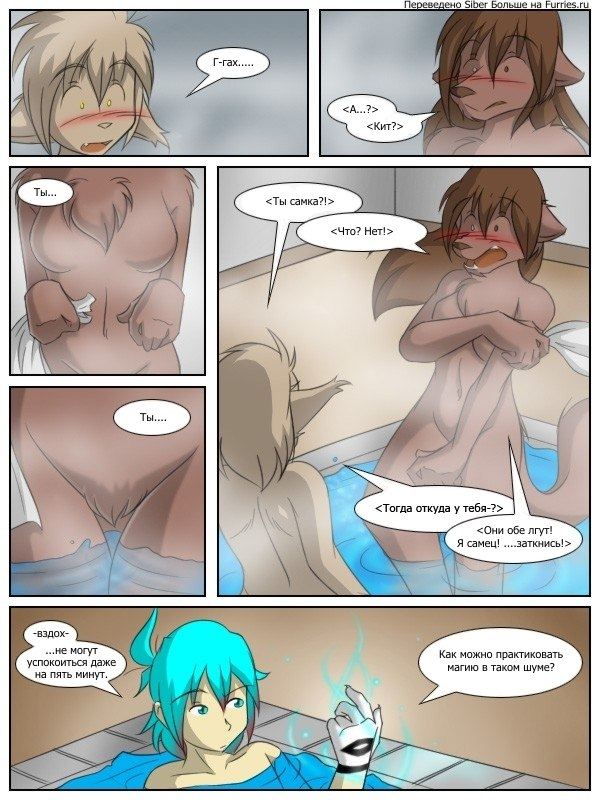 Переведено Siber Больше на Furries.ru
Г-гах.....
<А...?>
<Кит?>
Ты...
<Ты самка?!>
<Что? Нет!>
Ты....
<Тогда откуда у тебя-?>
<Они обе лгут!
Я самец! ....заткнись!>
-вздох-
...не могут
успокоиться даже
на пять минут.
Как можно практиковать
магию в таком шуме?